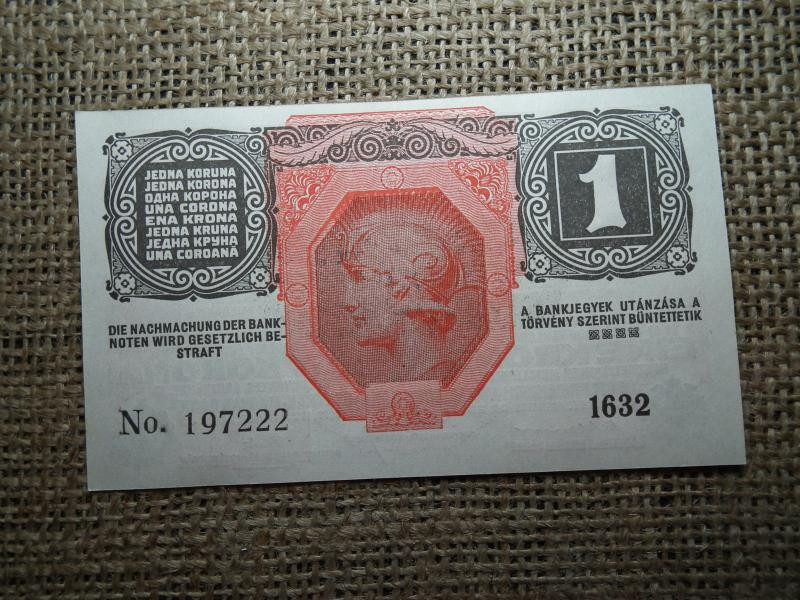 JEDNA KORUNA
JEDNA KORONA
ОДНА КОРОНА
UNA CORONA
ENA KRONA
JEDNA KRUNA
ЈЕДНА КРУНА
UNA COROANĂ
1
DIE NACHMACHUNG DER BANK-
NOTEN WIRD GESETZLICH BE-
STRAFT
A BANKJEGYEK UTÁNZÁSA A
TÖRVÉNY SZERINT BÜNTETTETIK
No. 197222
1632